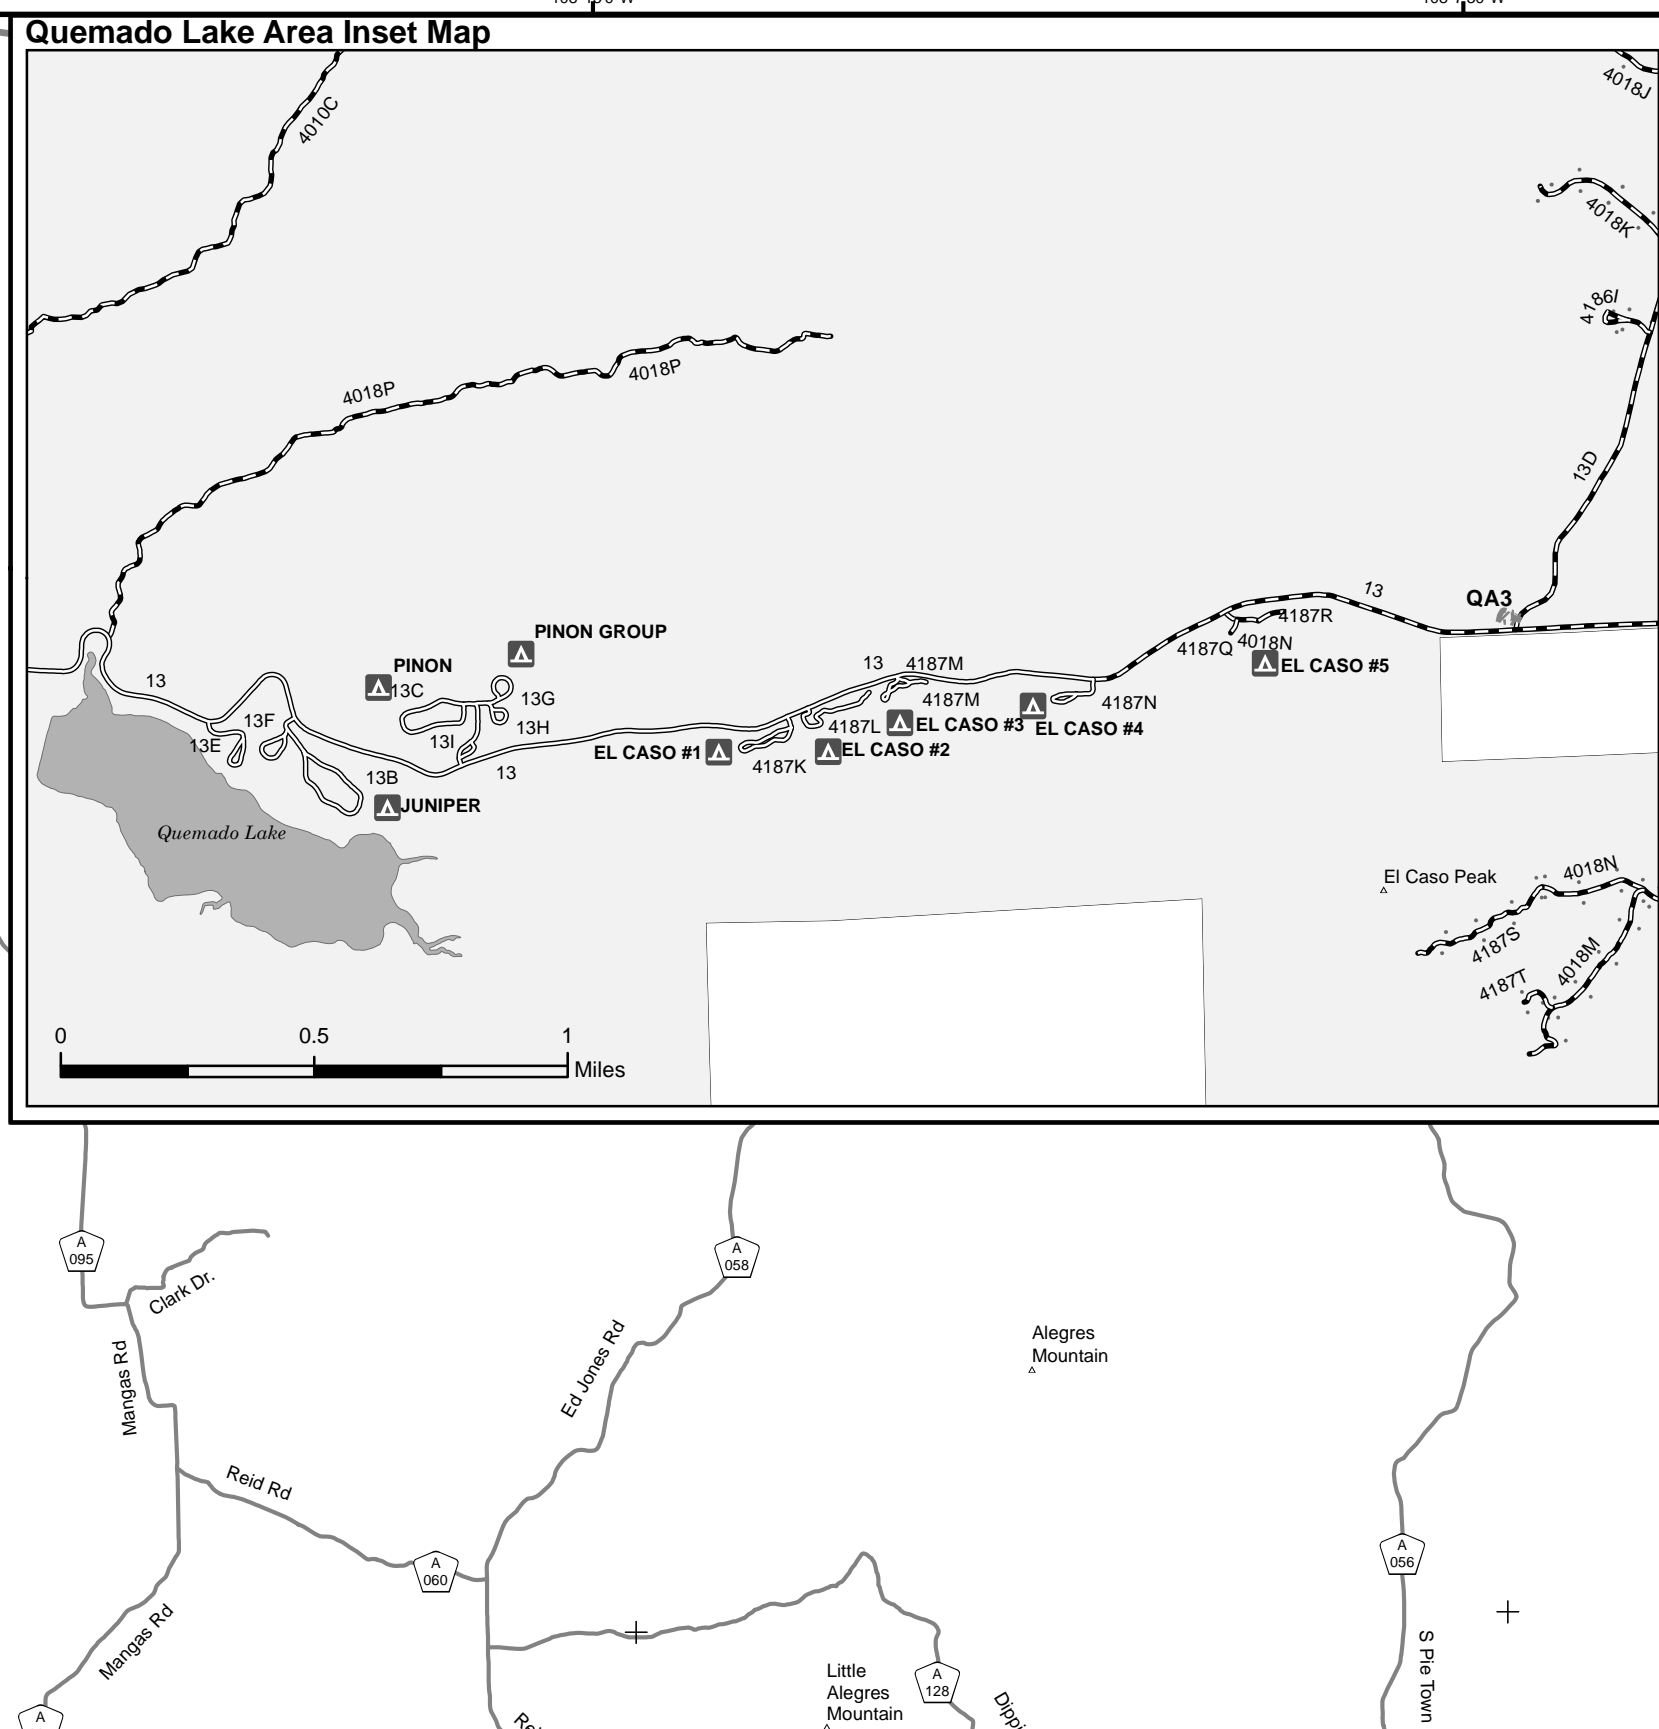 Quemado Lake Area Inset Map
4018J
4010C
4018K
4186I
4018P
4018P
13D
13
QA3
4187R
4187Q
4018N
EL CASO #5
PINON GROUP
PINON
13C
13
13G
13H
13I
13F
13E
13B
13
JUNIPER
13
4187M
4187M
4187N
4187L
EL CASO #3
EL CASO #4
EL CASO #1
EL CASO #2
4187K
Quemado Lake
El Caso Peak
4018N
4187S
4018M
4187T
0
0.5
1
Miles
A
095
Clark Dr.
Mangas Rd
A
058
Ed Jones Rd
Alegres
Mountain
Reid Rd
A
060
A
056
Mangas Rd
S Pie Town
Little
Alegres
Mountain
A
128
A